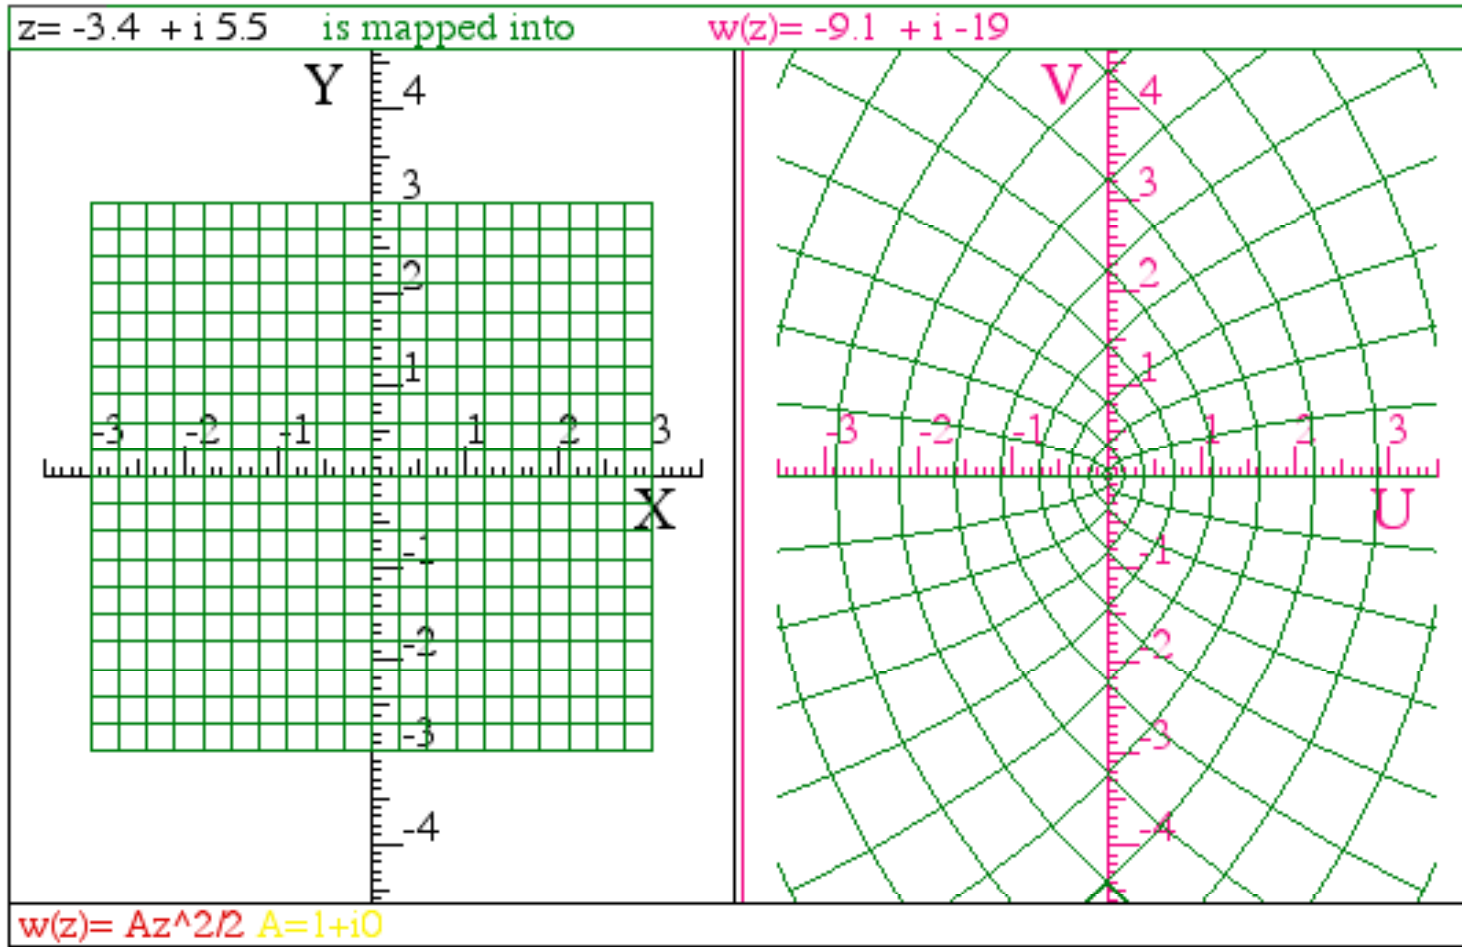 z= -3.4 + i 5.5 is mapped into w(z)= -9.1 + i -19
Y V
4 4
3 3
2 2
1 1
-3 -2 -1 1 2 3 -3 -2 -1 1 2 3
X U
-1 -1
-2 -2
-3 -3
-4 -4
w(z)= Az^2/2 A=1+i0